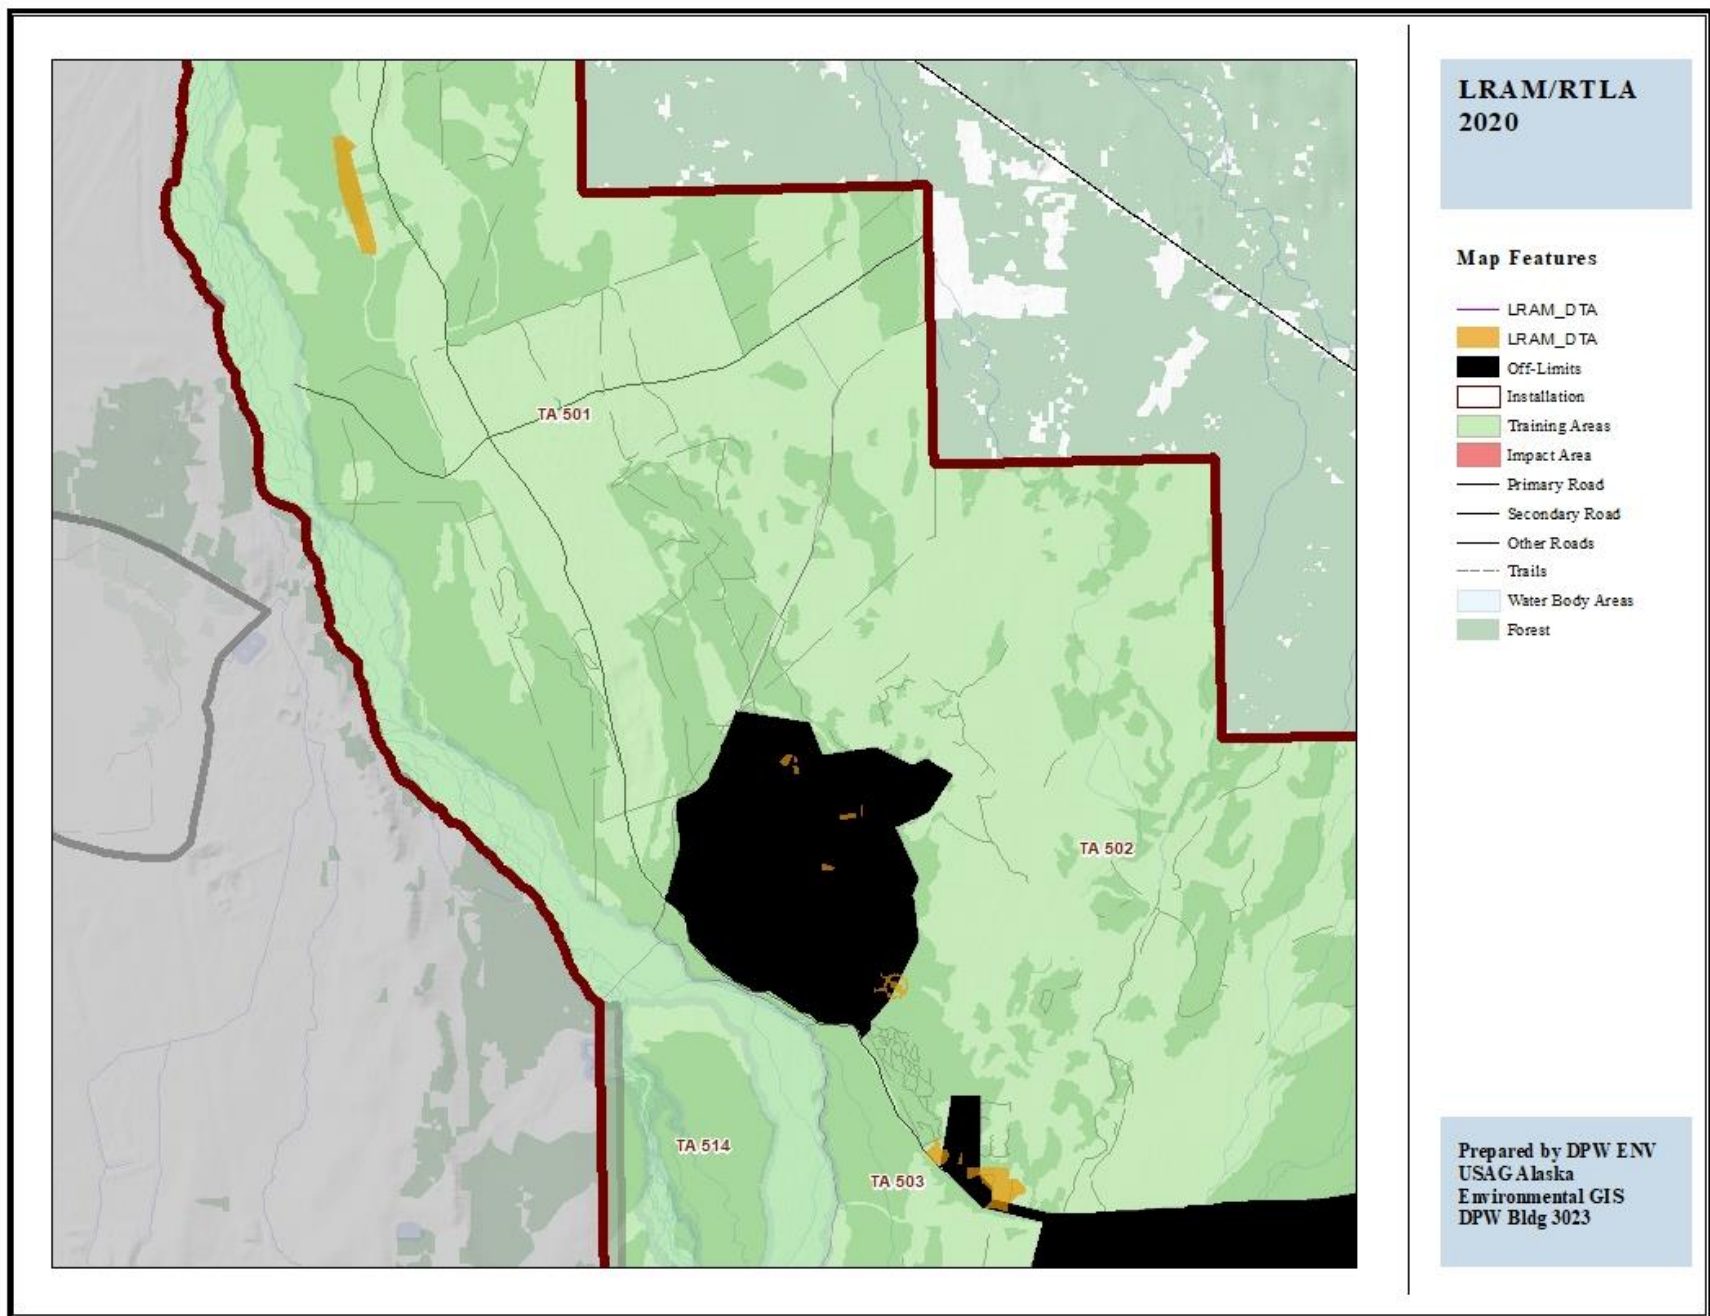 LRAM/RTLA
2020
Map Features
LRAM_DTA
LRAM_DTA
Off-Limits
Installation
Training Areas
Impact Area
Primary Road
Secondary Road
Other Roads
Trails
Water Body Areas
Forest
TA 501
TA 502
TA 514
TA 503
Prepared by DPW ENV
USAG Alaska
Environmental GIS
DPW Bldg 3023